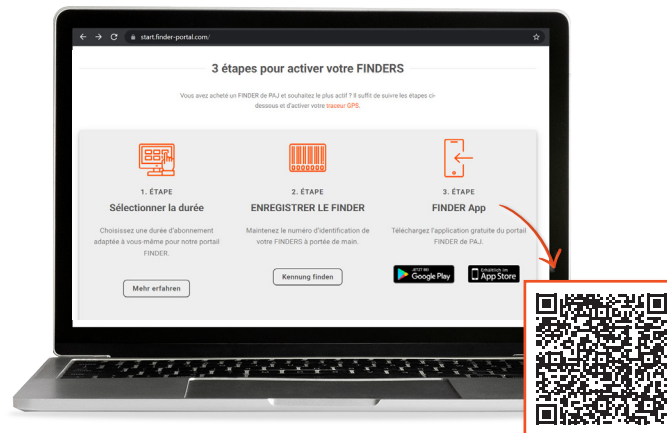 start.finder-portal.com/
3 étapes pour activer votre FINDERS
Vous avez acheté un FINDER de PAJ et souhaitez le plus actif ? Il suffit de suivre les étapes ci-
dessous et d'activer votre traceur GPS.
1. ÉTAPE
Sélectionner la durée
Choisissez une durée d'abonnement
adaptée à vous-même pour notre portail
FINDER.
Mehr erfahren
2. ÉTAPE
ENREGISTRER LE FINDER
Maintenez le numéro d'identification de
votre FINDERS à portée de main.
Kennung finden
3. ÉTAPE
FINDER App
Téléchargez l'application gratuite du portail
FINDER de PAJ.
JETZT BEI
Google Play
Erhältlich im
App Store